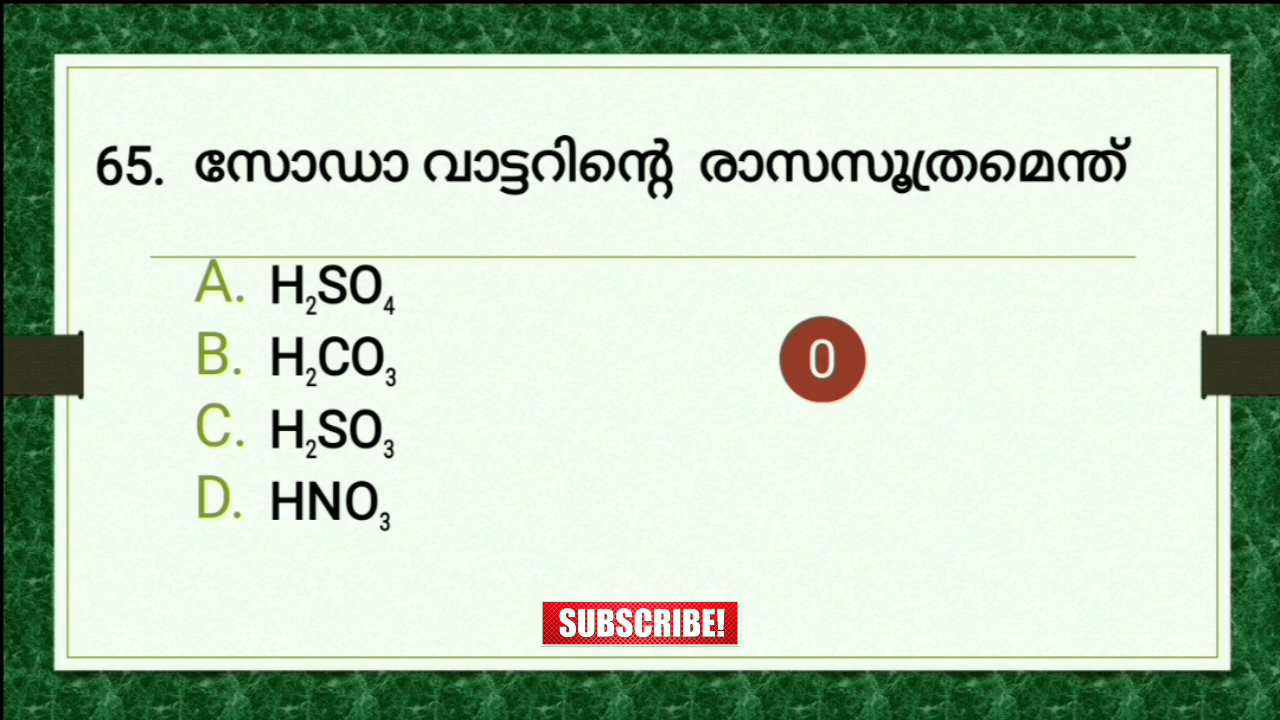 65. സോഡാ വാട്ടറിന്റെ രാസസൂത്രമെന്ത്
A. H₂SO₄
B. H₂CO₃
C. H₂SO₃
D. HNO₃
0
SUBSCRIBE!